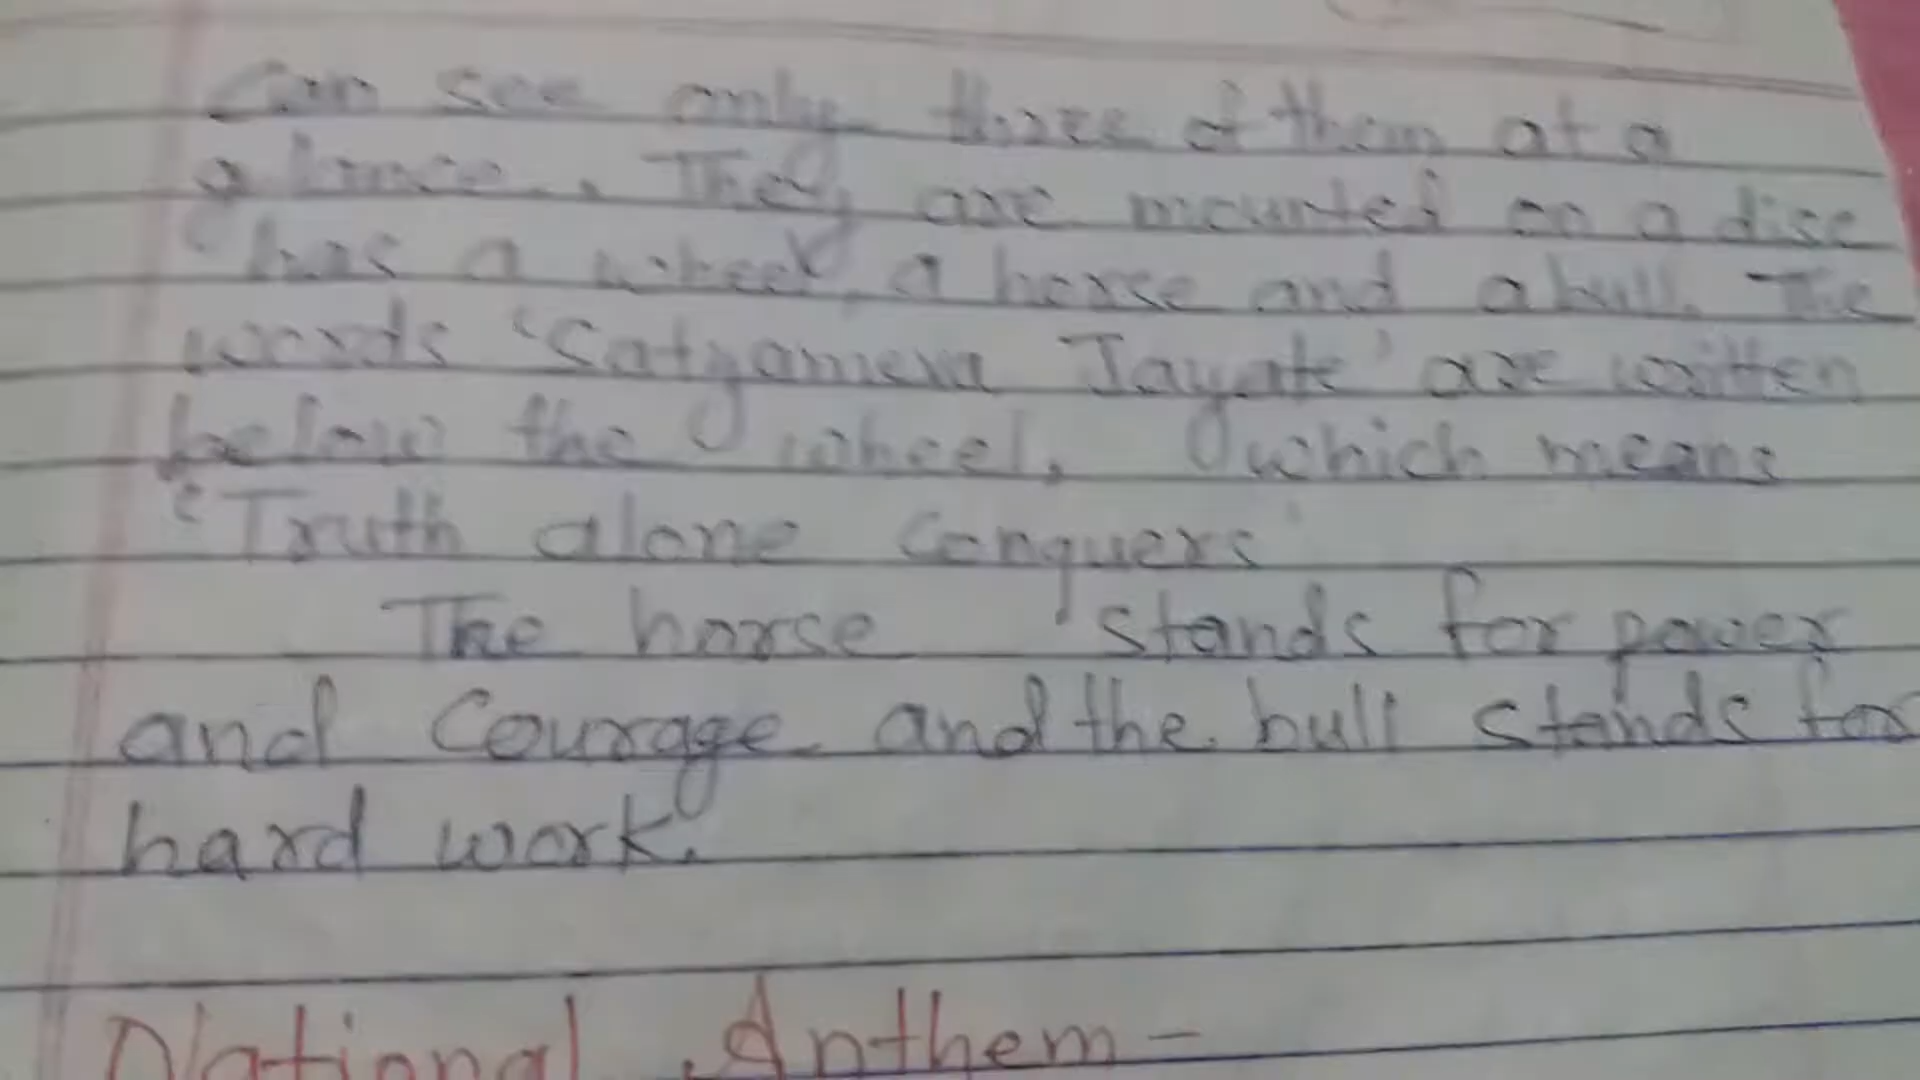 Can see only three of them at a
glance. They are mounted on a disc
has a wheel, a horse and a bull. The
words 'Satyameva Jayate' are written
below the wheel, which means
'Truth alone Conquers'
The horse stands for power
and Courage and the bull stands for
hard work.
National Anthem -